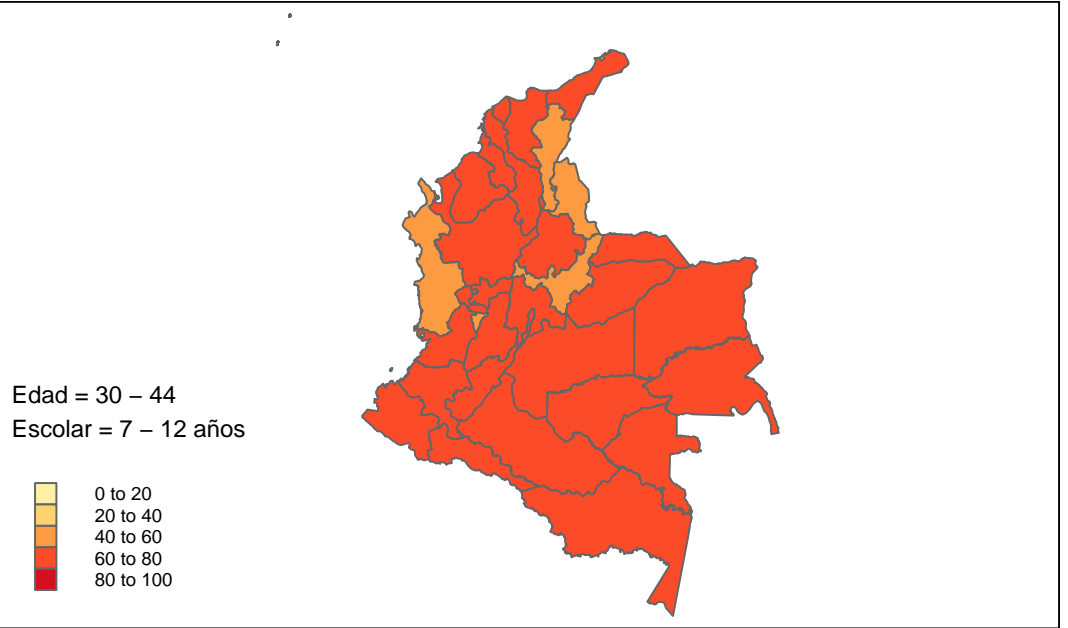 Edad = 30 – 44
Escolar = 7 – 12 años
0 to 20
20 to 40
40 to 60
60 to 80
80 to 100